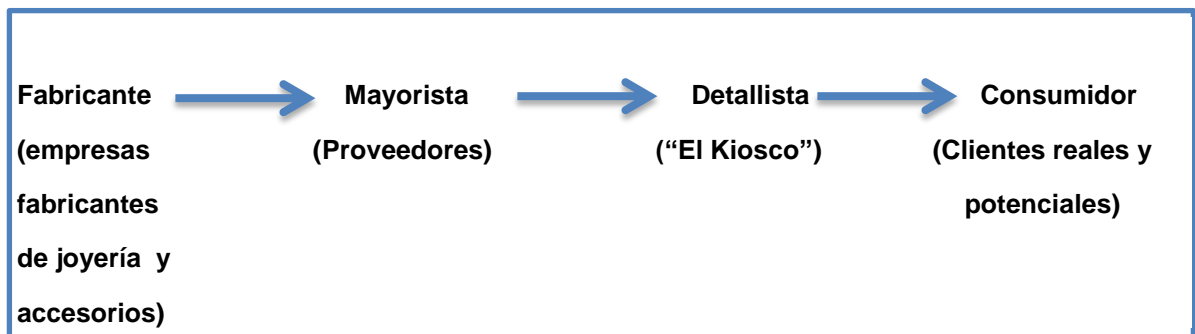 Fabricante Mayorista Detallista Consumidor
(empresas (Proveedores) (“El Kiosco”) (Clientes reales y
fabricantes potenciales)
de joyería y
accesorios)